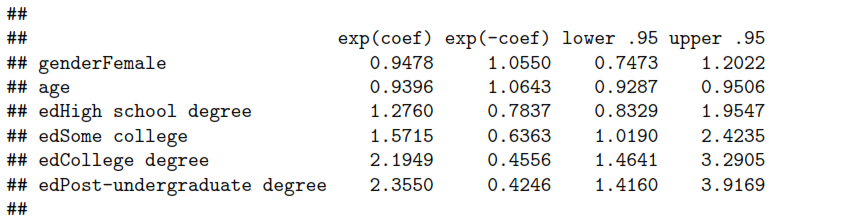 ##
##                            exp(coef) exp(-coef) lower .95 upper .95
## genderFemale                  0.9478     1.0550    0.7473    1.2022
## age                           0.9396     1.0643    0.9287    0.9506
## edHigh school degree          1.2760     0.7837    0.8329    1.9547
## edSome college                1.5715     0.6363    1.0190    2.4235
## edCollege degree              2.1949     0.4556    1.4641    3.2905
## edPost-undergraduate degree   2.3550     0.4246    1.4160    3.9169
##